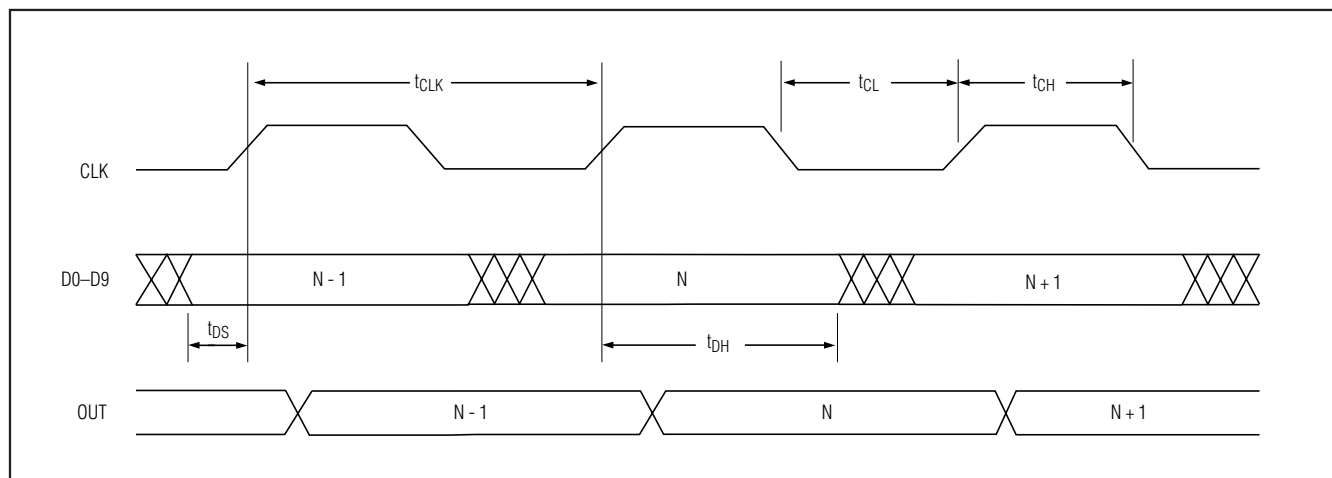 tCLK
tCL
tCH
CLK
D0–D9
N - 1
N
N + 1
tDS
tDH
OUT
N - 1
N
N + 1